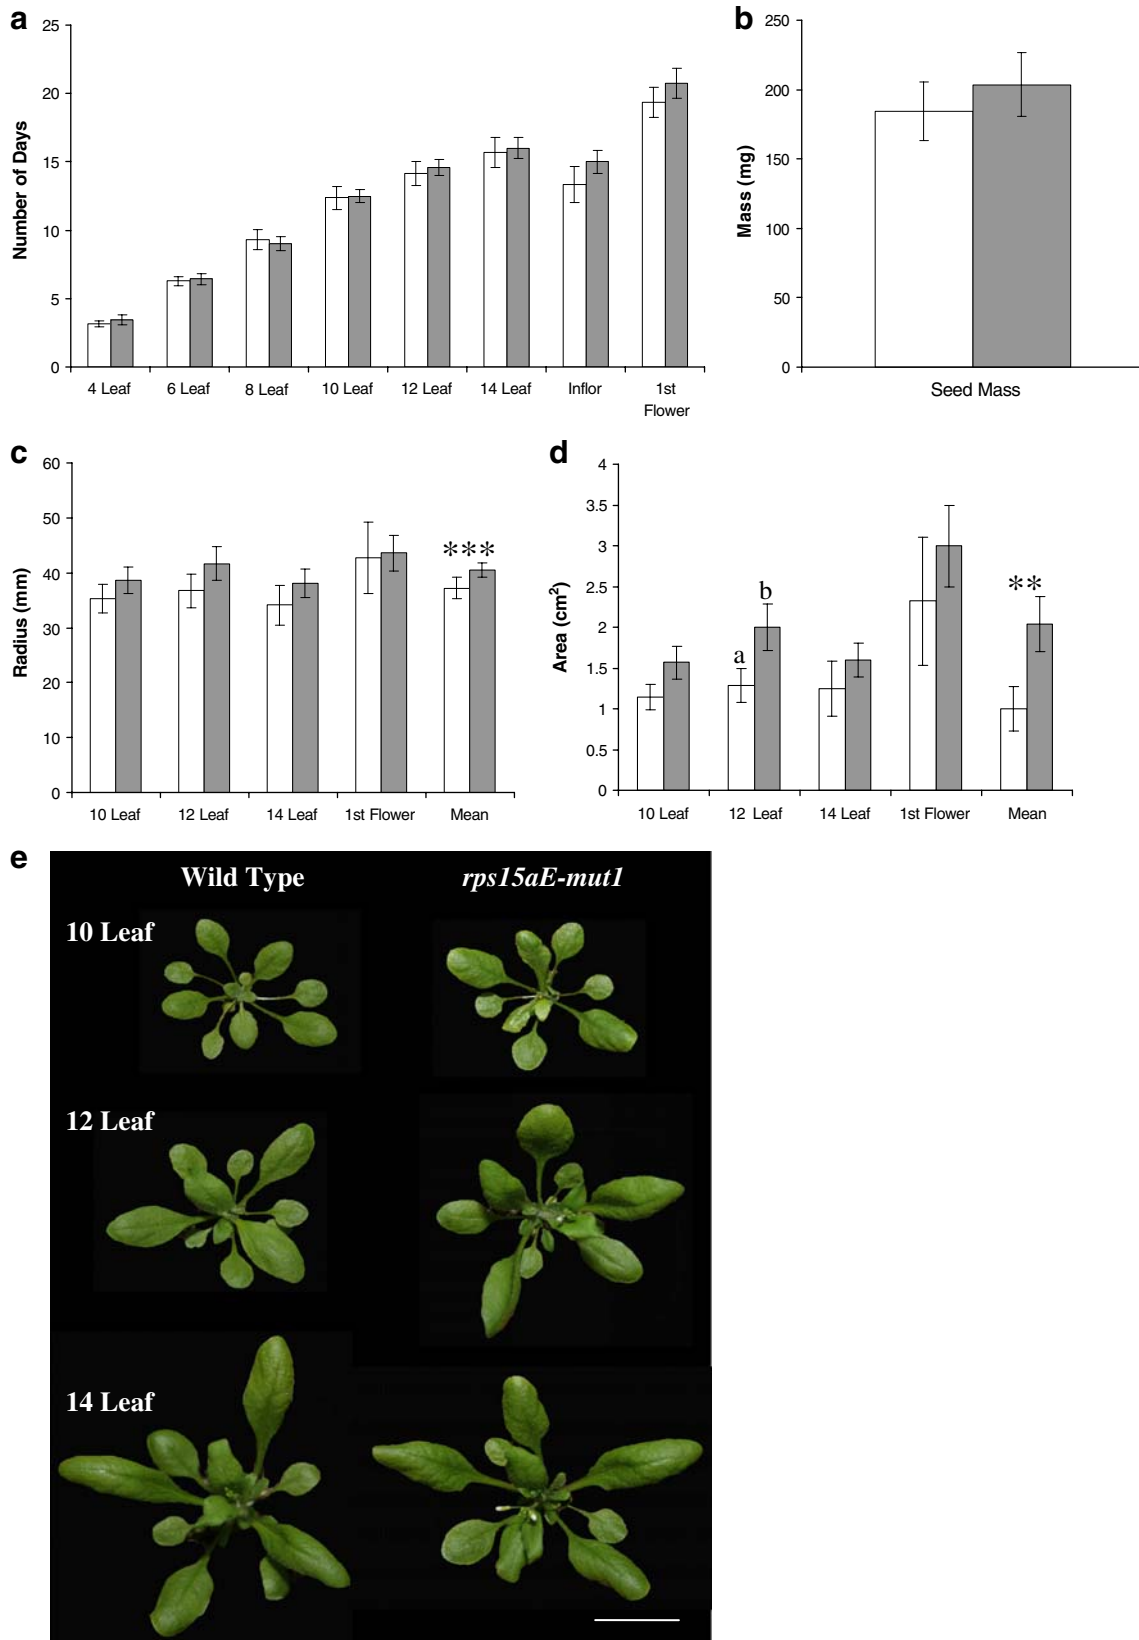 a
25
20
15
10
5
0
Number of Days
4 Leaf 6 Leaf 8 Leaf 10 Leaf 12 Leaf 14 Leaf Inflor 1st
Flower
b
250
200
150
100
50
0
Mass (mg)
Seed Mass
c
60
50
40
30
20
10
0
Radius (mm)
***
10 Leaf 12 Leaf 14 Leaf 1st Flower Mean
d
4
3.5
3
2.5
2
1.5
1
0.5
0
Area (cm²)
a
b
**
10 Leaf 12 Leaf 14 Leaf 1st Flower Mean
e
Wild Type rps15aE-mut1
10 Leaf
12 Leaf
14 Leaf